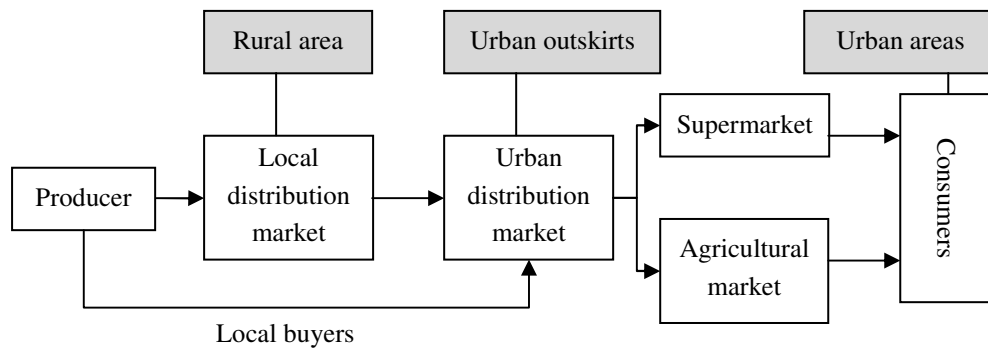 Rural area
Urban outskirts
Urban areas
Producer
Local
distribution
market
Urban
distribution
market
Supermarket
Agricultural
market
Consumers
Local buyers